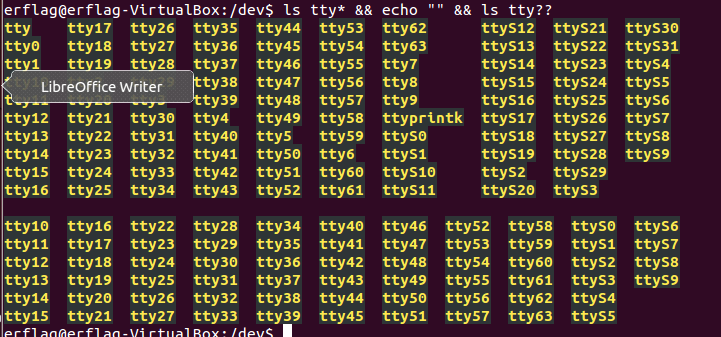 erflag@erflag-VirtualBox:/dev$ ls tty* && echo "" && ls tty??
tty tty17 tty26 tty35 tty44 tty53 tty62 ttyS12 ttyS21 ttyS30
tty0 tty18 tty27 tty36 tty45 tty54 tty63 ttyS13 ttyS22 ttyS31
tty1 tty19 tty28 tty37 tty46 tty55 tty7 ttyS14 ttyS23 ttyS4
LibreOffice Writer
tty38 tty47 tty56 tty8 ttyS15 ttyS24 ttyS5
tty11 tty20 tty3 tty39 tty48 tty57 tty9 ttyS16 ttyS25 ttyS6
tty12 tty21 tty30 tty4 tty49 tty58 ttyprintk ttyS17 ttyS26 ttyS7
tty13 tty22 tty31 tty40 tty5 tty59 ttyS0 ttyS18 ttyS27 ttyS8
tty14 tty23 tty32 tty41 tty50 tty6 ttyS1 ttyS19 ttyS28 ttyS9
tty15 tty24 tty33 tty42 tty51 tty60 ttyS10 ttyS2 ttyS29
tty16 tty25 tty34 tty43 tty52 tty61 ttyS11 ttyS20 ttyS3
tty10 tty16 tty22 tty28 tty34 tty40 tty46 tty52 tty58 ttyS0 ttyS6
tty11 tty17 tty23 tty29 tty35 tty41 tty47 tty53 tty59 ttyS1 ttyS7
tty12 tty18 tty24 tty30 tty36 tty42 tty48 tty54 tty60 ttyS2 ttyS8
tty13 tty19 tty25 tty31 tty37 tty43 tty49 tty55 tty61 ttyS3 ttyS9
tty14 tty20 tty26 tty32 tty38 tty44 tty50 tty56 tty62 ttyS4
tty15 tty21 tty27 tty33 tty39 tty45 tty51 tty57 tty63 ttyS5
erflag@erflag-VirtualBox:/dev$